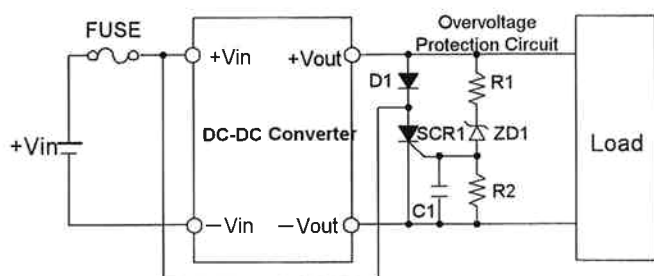 FUSE
Overvoltage
Protection Circuit
+Vin
+Vout
D1
R1
DC-DC Converter
SCR1
ZD1
Load
+Vin
R2
C1
－Vin
－Vout